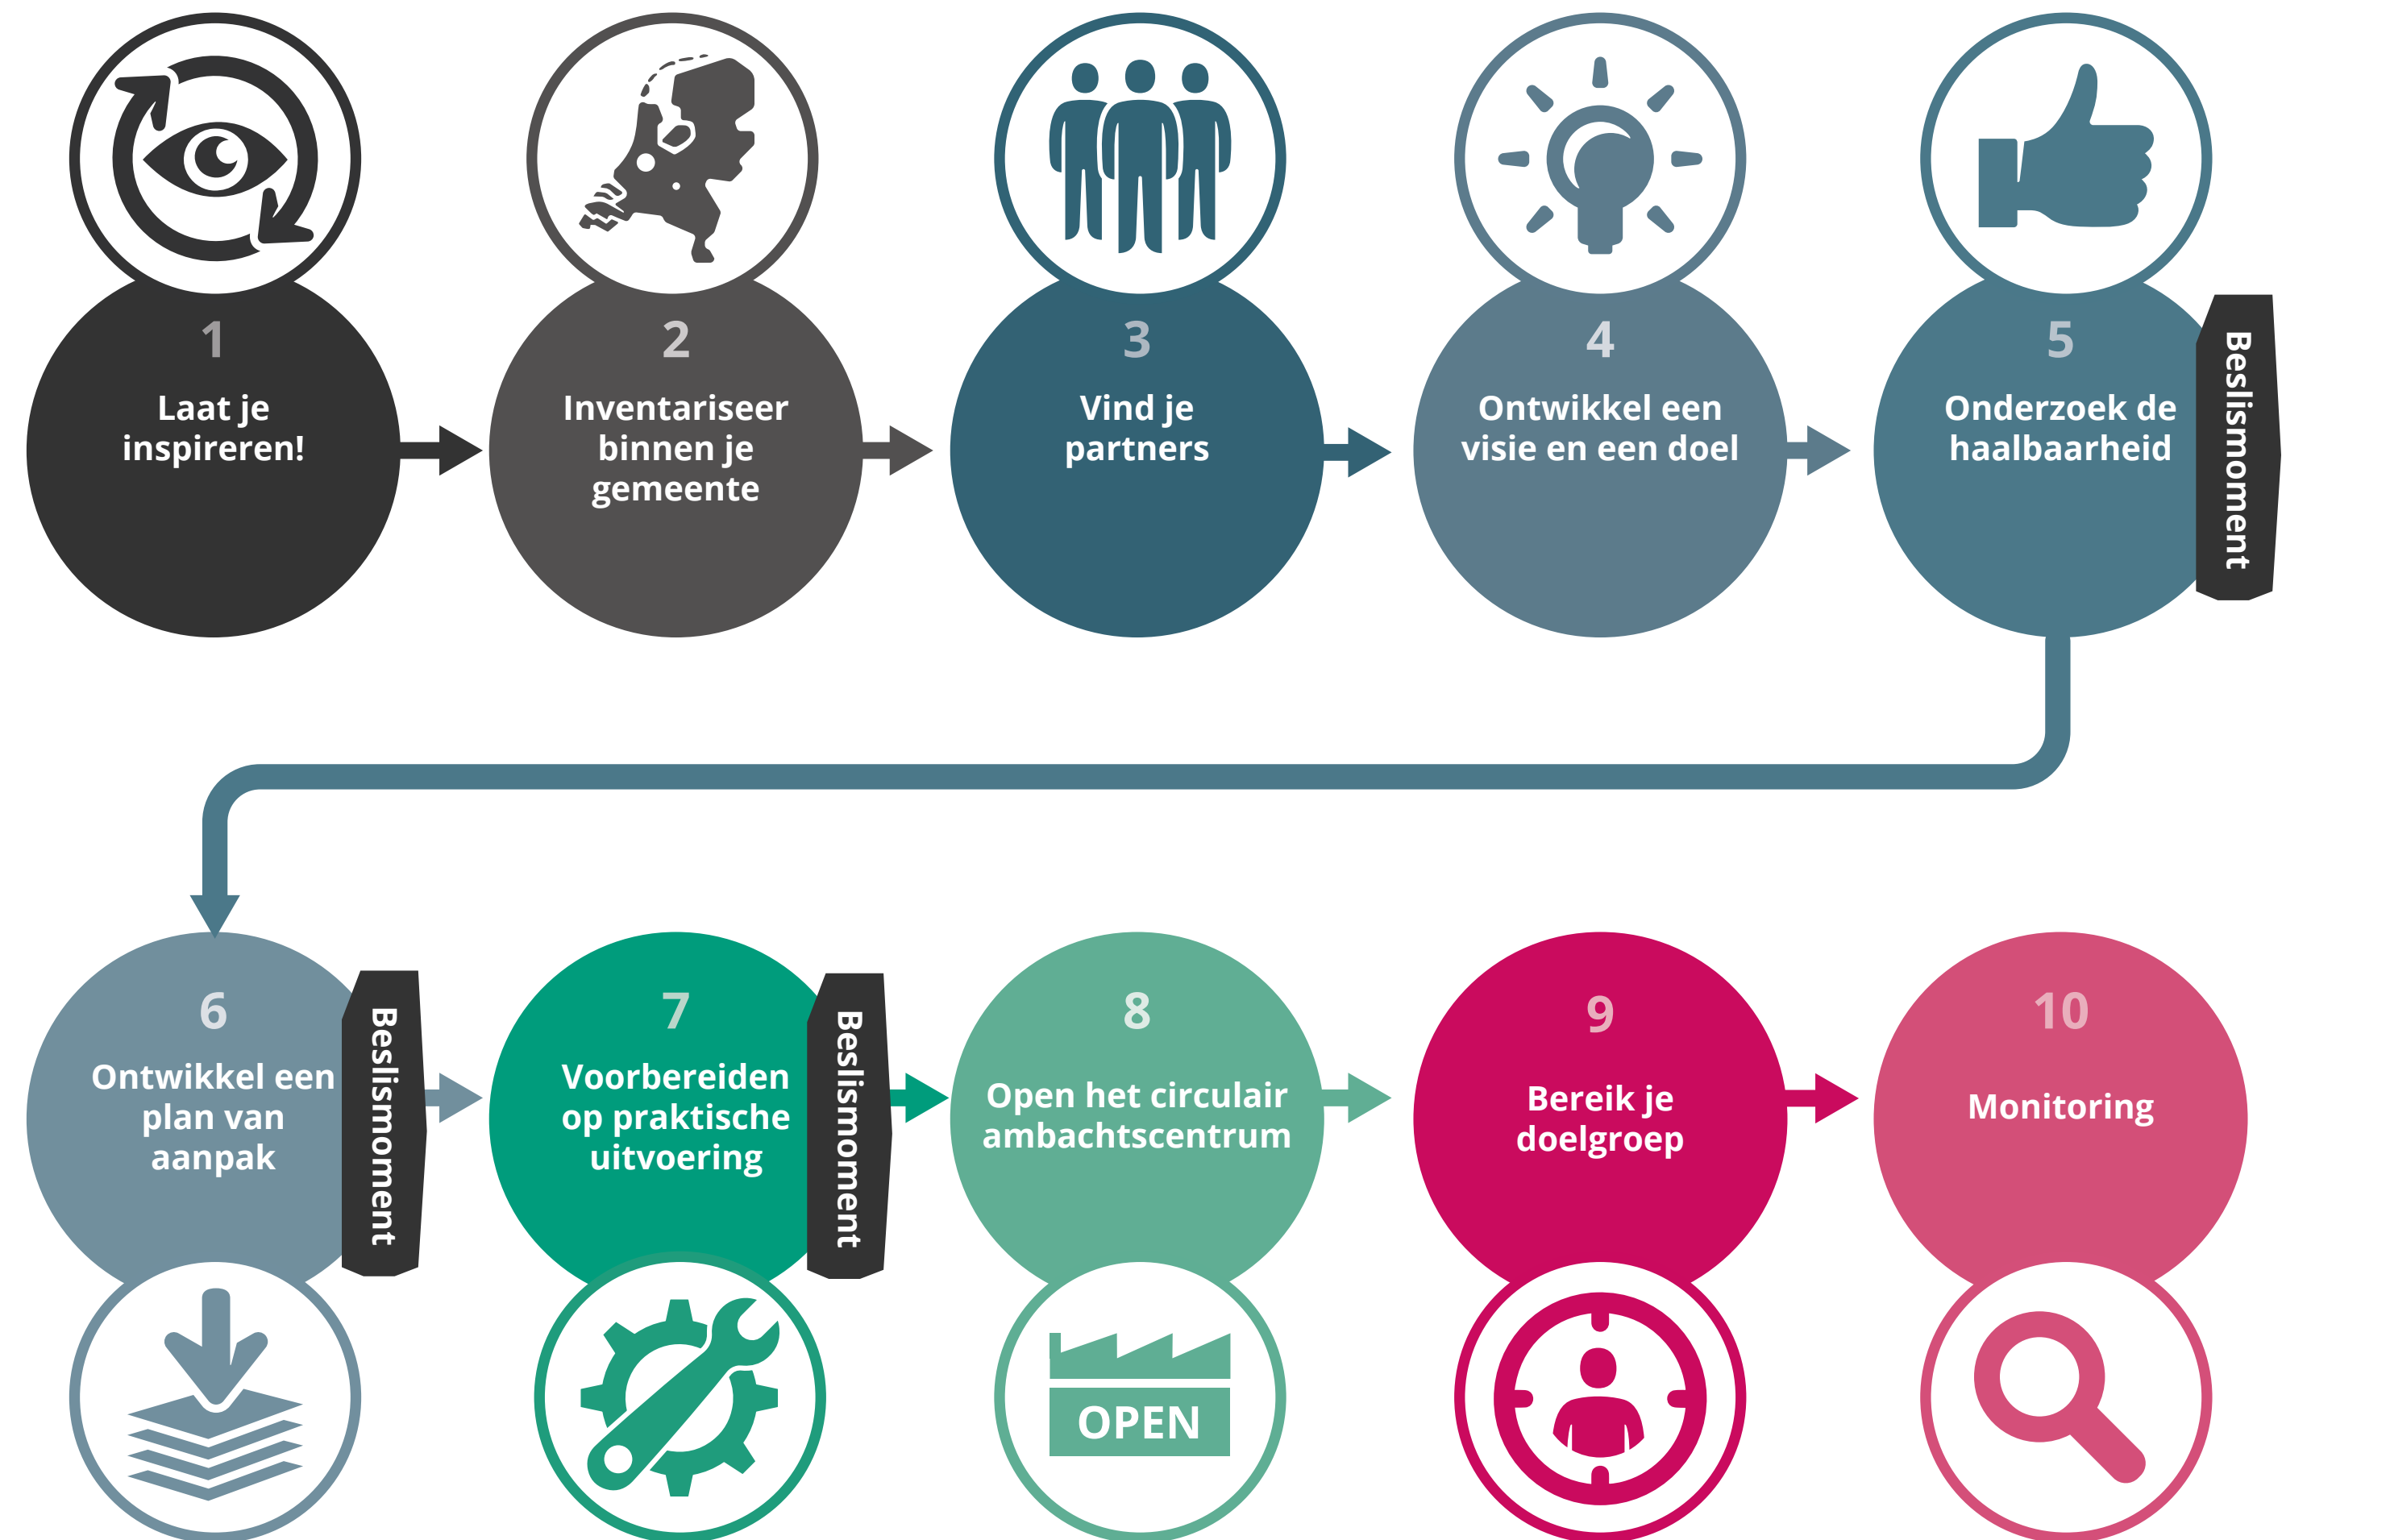 1
Laat je
inspireren!
2
Inventariseer
binnen je
gemeente
3
Vind je
partners
4
Ontwikkel een
visie en een doel
5
Onderzoek de
haalbaarheid
Beslismoment
6
Ontwikkel een
plan van
aanpak
Beslismoment
7
Voorbereiden
op praktische
uitvoering
Beslismoment
8
Open het circulair
ambachtscentrum
OPEN
9
Bereik je
doelgroep
10
Monitoring